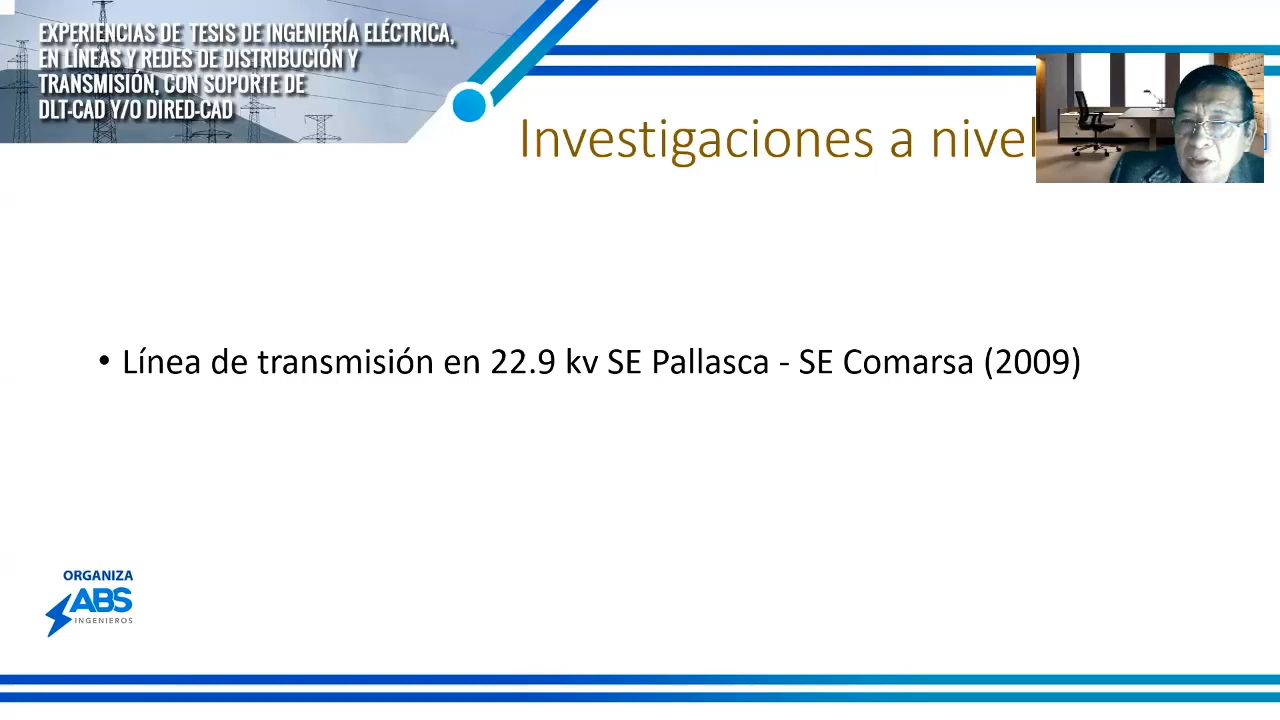 EXPERIENCIAS DE TESIS DE INGENIERÍA ELÉCTRICA,
EN LÍNEAS Y REDES DE DISTRIBUCIÓN Y
TRANSMISIÓN, CON SOPORTE DE
DLT-CAD Y/O DIRED-CAD
Investigaciones a nivel
• Línea de transmisión en 22.9 kv SE Pallasca - SE Comarsa (2009)
ORGANIZA
ABS
INGENIEROS